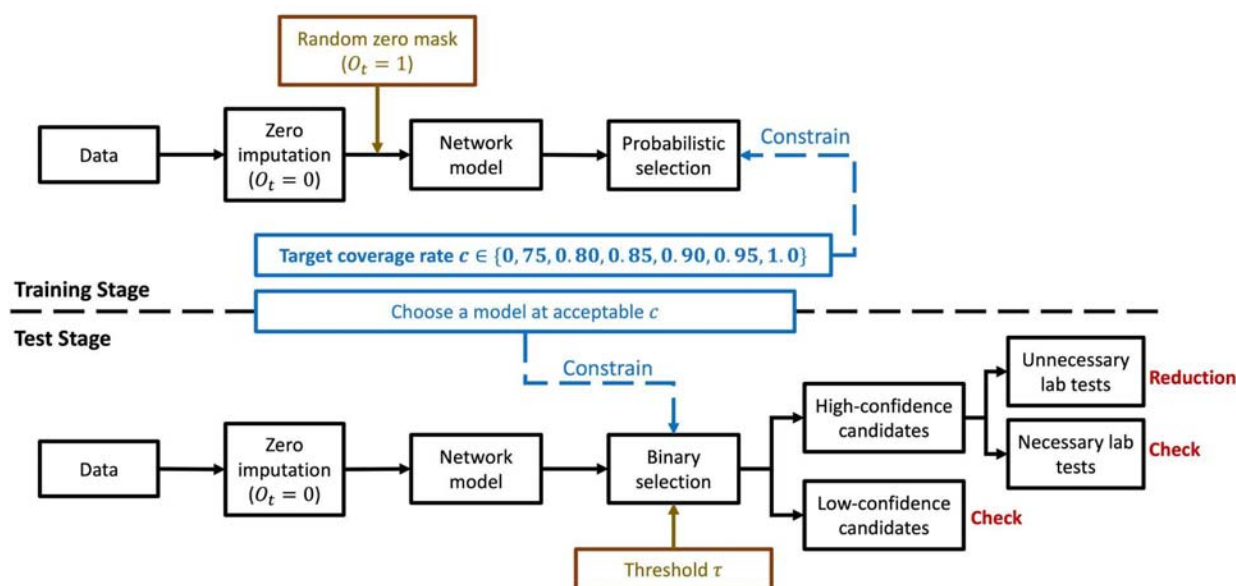 Random zero mask
(O_t = 1)
Data
Zero
imputation
(O_t = 0)
Network
model
Probabilistic
selection
Constrain
Target coverage rate c ∈ {0, 75, 0.80, 0.85, 0.90, 0.95, 1.0}
Training Stage
Choose a model at acceptable c
Test Stage
Constrain
Data
Zero
imputation
(O_t = 0)
Network
model
Binary
selection
Threshold τ
High-confidence
candidates
Low-confidence
candidates
Check
Unnecessary
lab tests
Reduction
Necessary lab
tests
Check